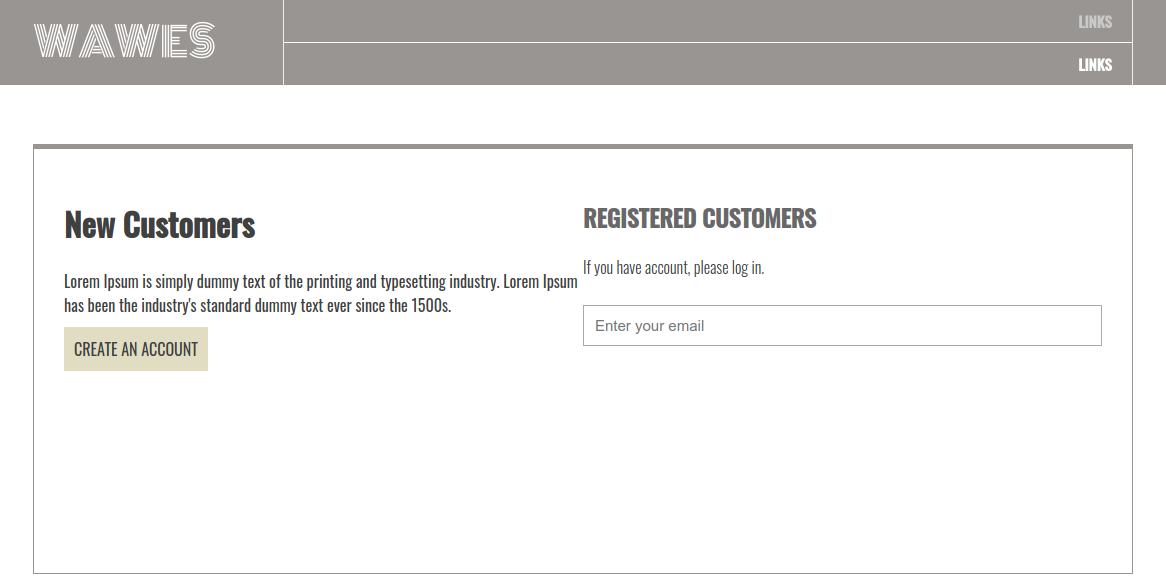 WAWES
LINKS
LINKS
New Customers
Lorem Ipsum is simply dummy text of the printing and typesetting industry. Lorem Ipsum
has been the industry's standard dummy text ever since the 1500s.
CREATE AN ACCOUNT
REGISTERED CUSTOMERS
If you have account, please log in.
Enter your email